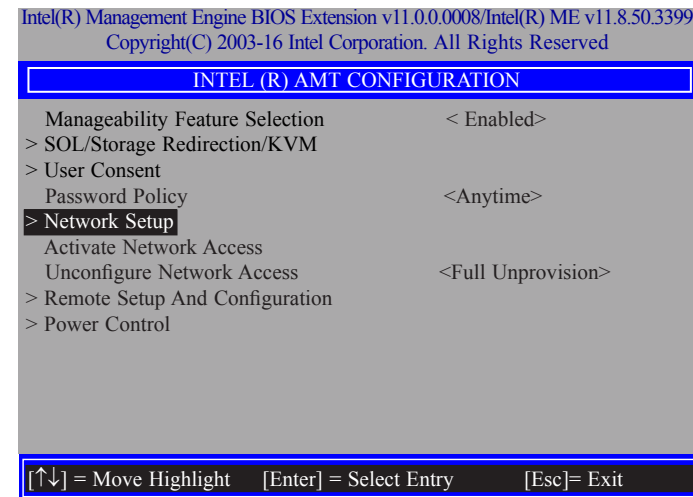 Intel(R) Management Engine BIOS Extension v11.0.0.0008/Intel(R) ME v11.8.50.3399
Copyright(C) 2003-16 Intel Corporation. All Rights Reserved
INTEL (R) AMT CONFIGURATION
Manageability Feature Selection < Enabled>
> SOL/Storage Redirection/KVM
> User Consent
Password Policy <Anytime>
> Network Setup
Activate Network Access
Unconfigure Network Access <Full Unprovision>
> Remote Setup And Configuration
> Power Control
[↑↓] = Move Highlight [Enter] = Select Entry [Esc]= Exit